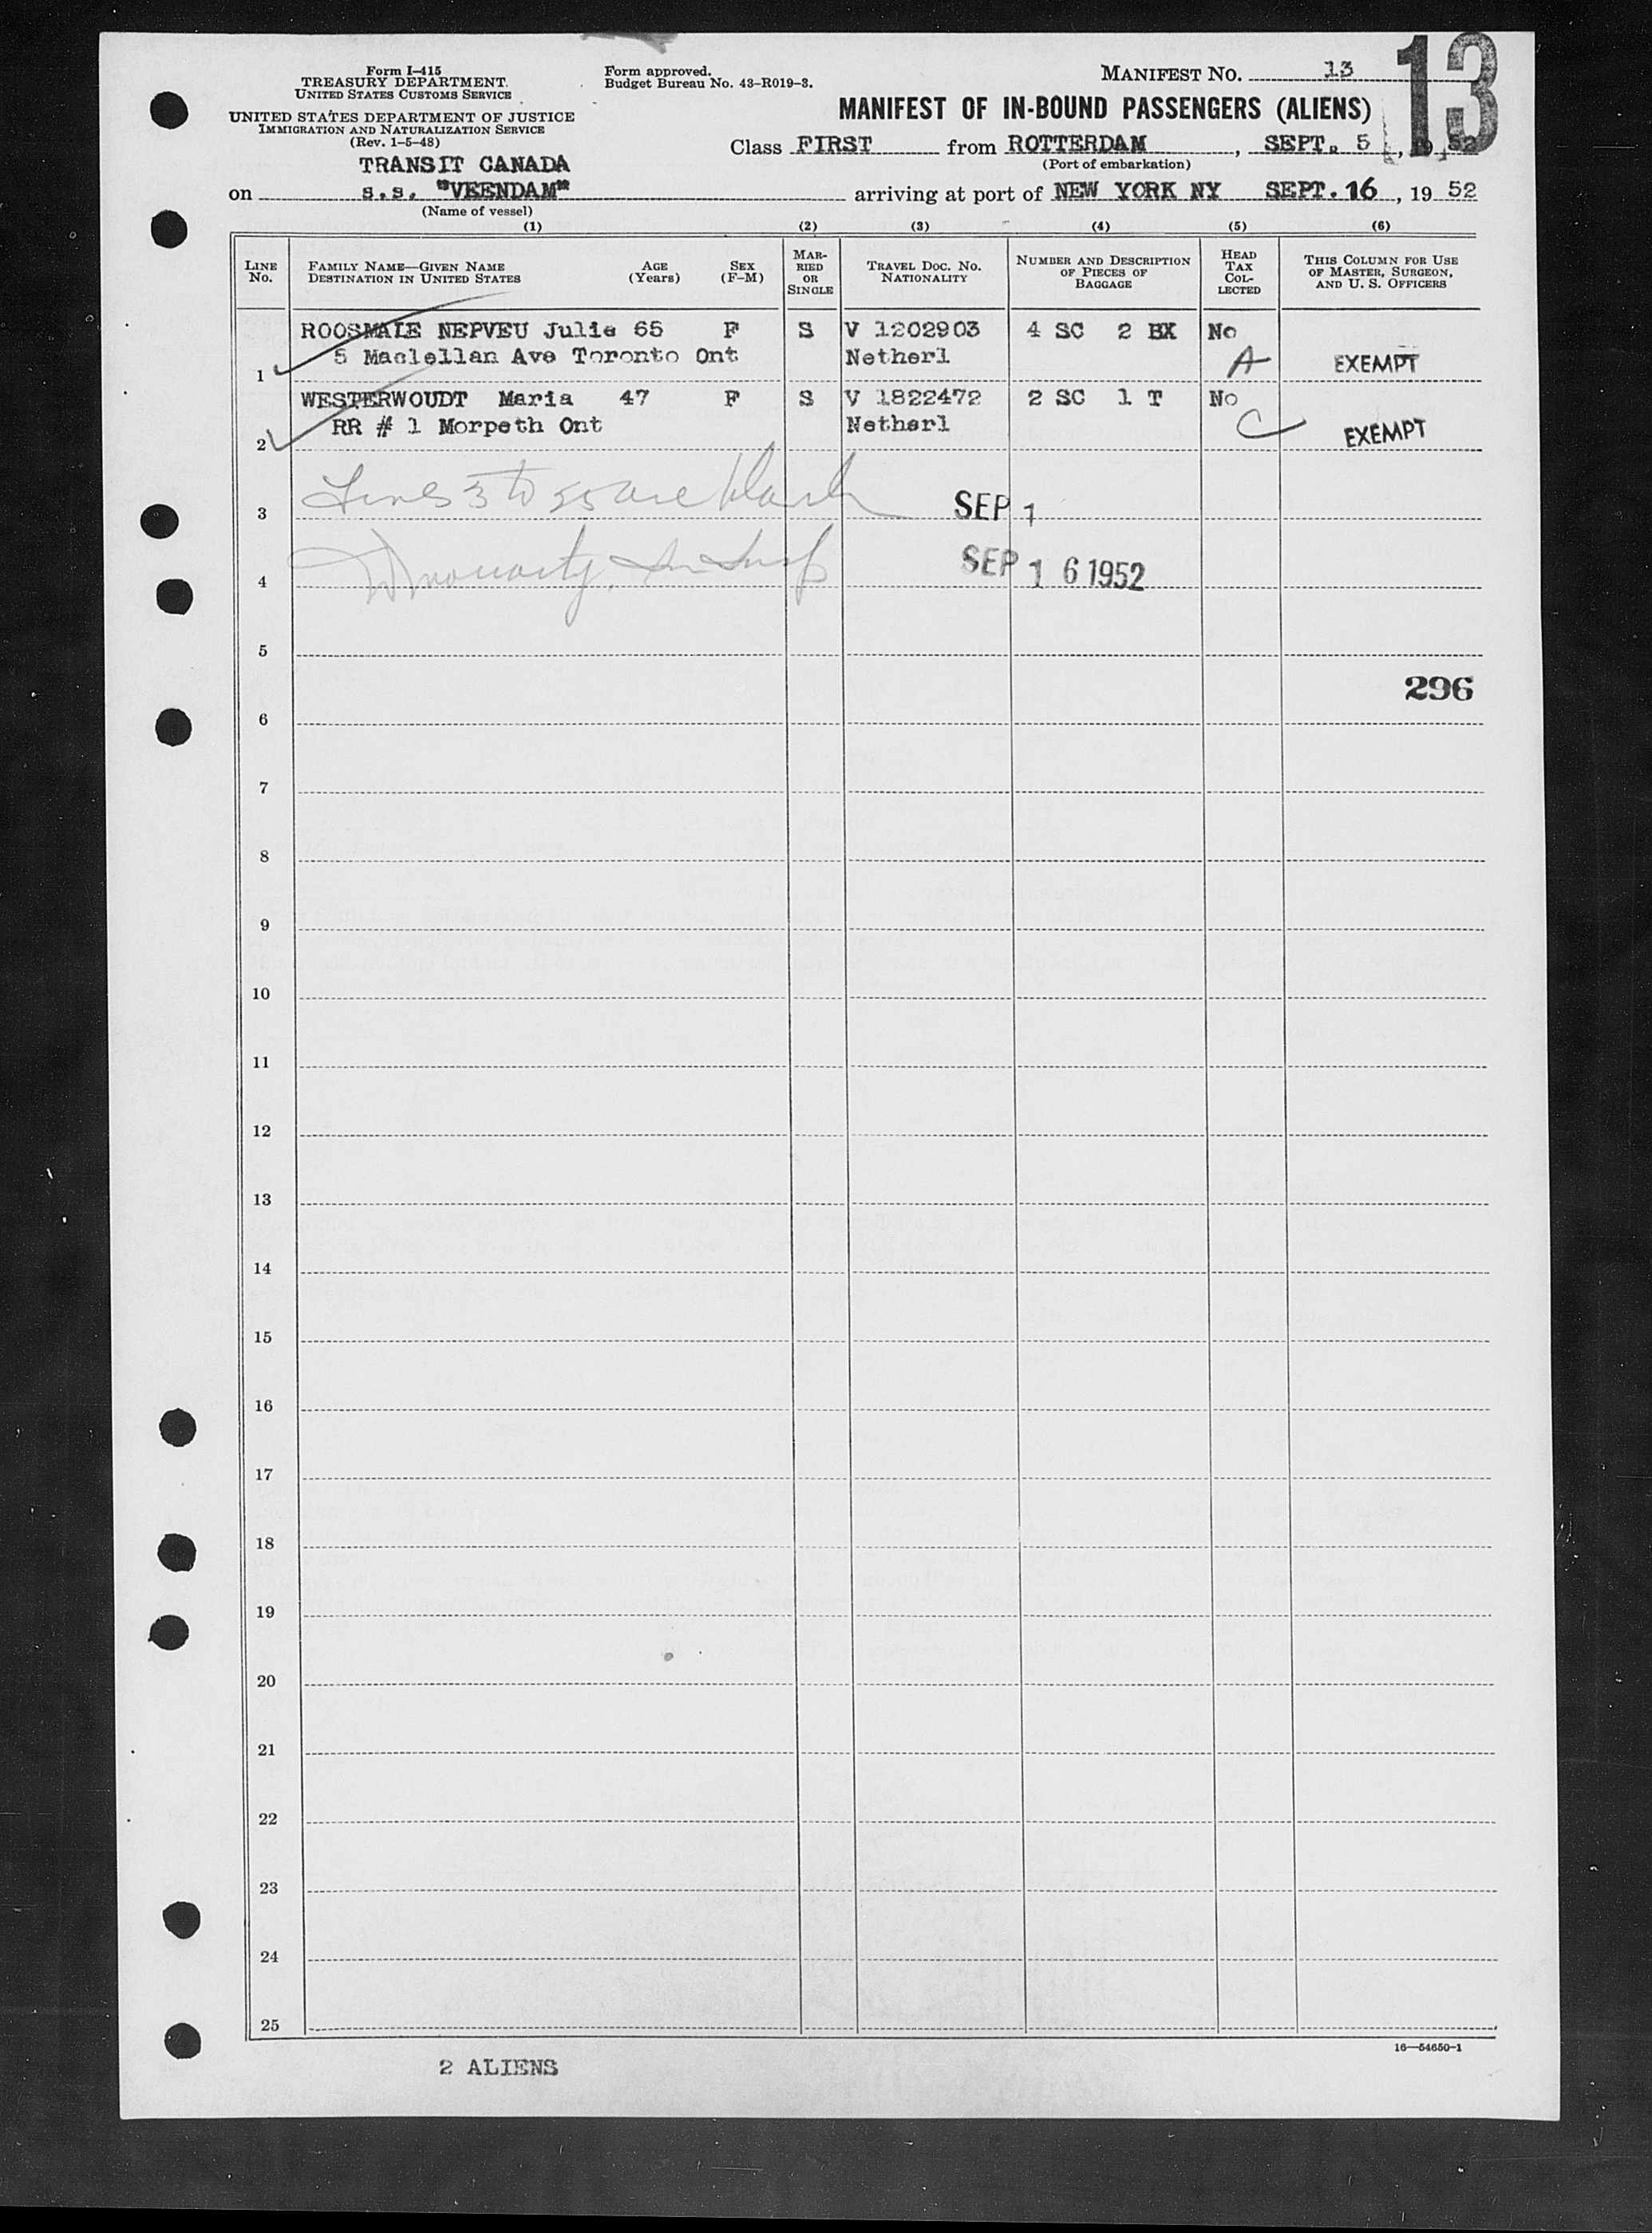 Form I-415
TREASURY DEPARTMENT
UNITED STATES CUSTOMS SERVICE
UNITED STATES DEPARTMENT OF JUSTICE
IMMIGRATION AND NATURALIZATION SERVICE
(Rev. 1-5-48)
Form approved.
Budget Bureau No. 43-R019-3.
MANIFEST NO. 13
13
MANIFEST OF IN-BOUND PASSENGERS (ALIENS)
Class FIRST from ROTTERDAM, SEPT. 5, 1952
(Port of embarkation)
TRANSIT CANADA
on s.s. "VEENDAM" arriving at port of NEW YORK NY SEPT.16, 1952
(Name of vessel)
(1) (2) (3) (4) (5) (6)
LINE No. FAMILY NAME—GIVEN NAME DESTINATION IN UNITED STATES AGE (Years) SEX (F-M) MARRIED OR SINGLE TRAVEL DOC. NO. NATIONALITY NUMBER AND DESCRIPTION OF PIECES OF BAGGAGE HEAD TAX COLLECTED THIS COLUMN FOR USE OF MASTER, SURGEON, AND U. S. OFFICERS
ROOSMALE NEPVEU Julie 65 F S V 1202903 4 SC 2 BX No
1 5 Maclellan Ave Toronto Ont Netherl A EXEMPT
WESTERWOUDT Maria 47 F S V 1822472 2 SC 1 T No
2 RR # 1 Morpeth Ont Netherl C EXEMPT
3 Lines 3 to 25 are blank SEP 1
4 SEP 16 1952
5
296
6
7
8
9
10
11
12
13
14
15
16
17
18
19
20
21
22
23
24
25
16—54650-1
2 ALIENS